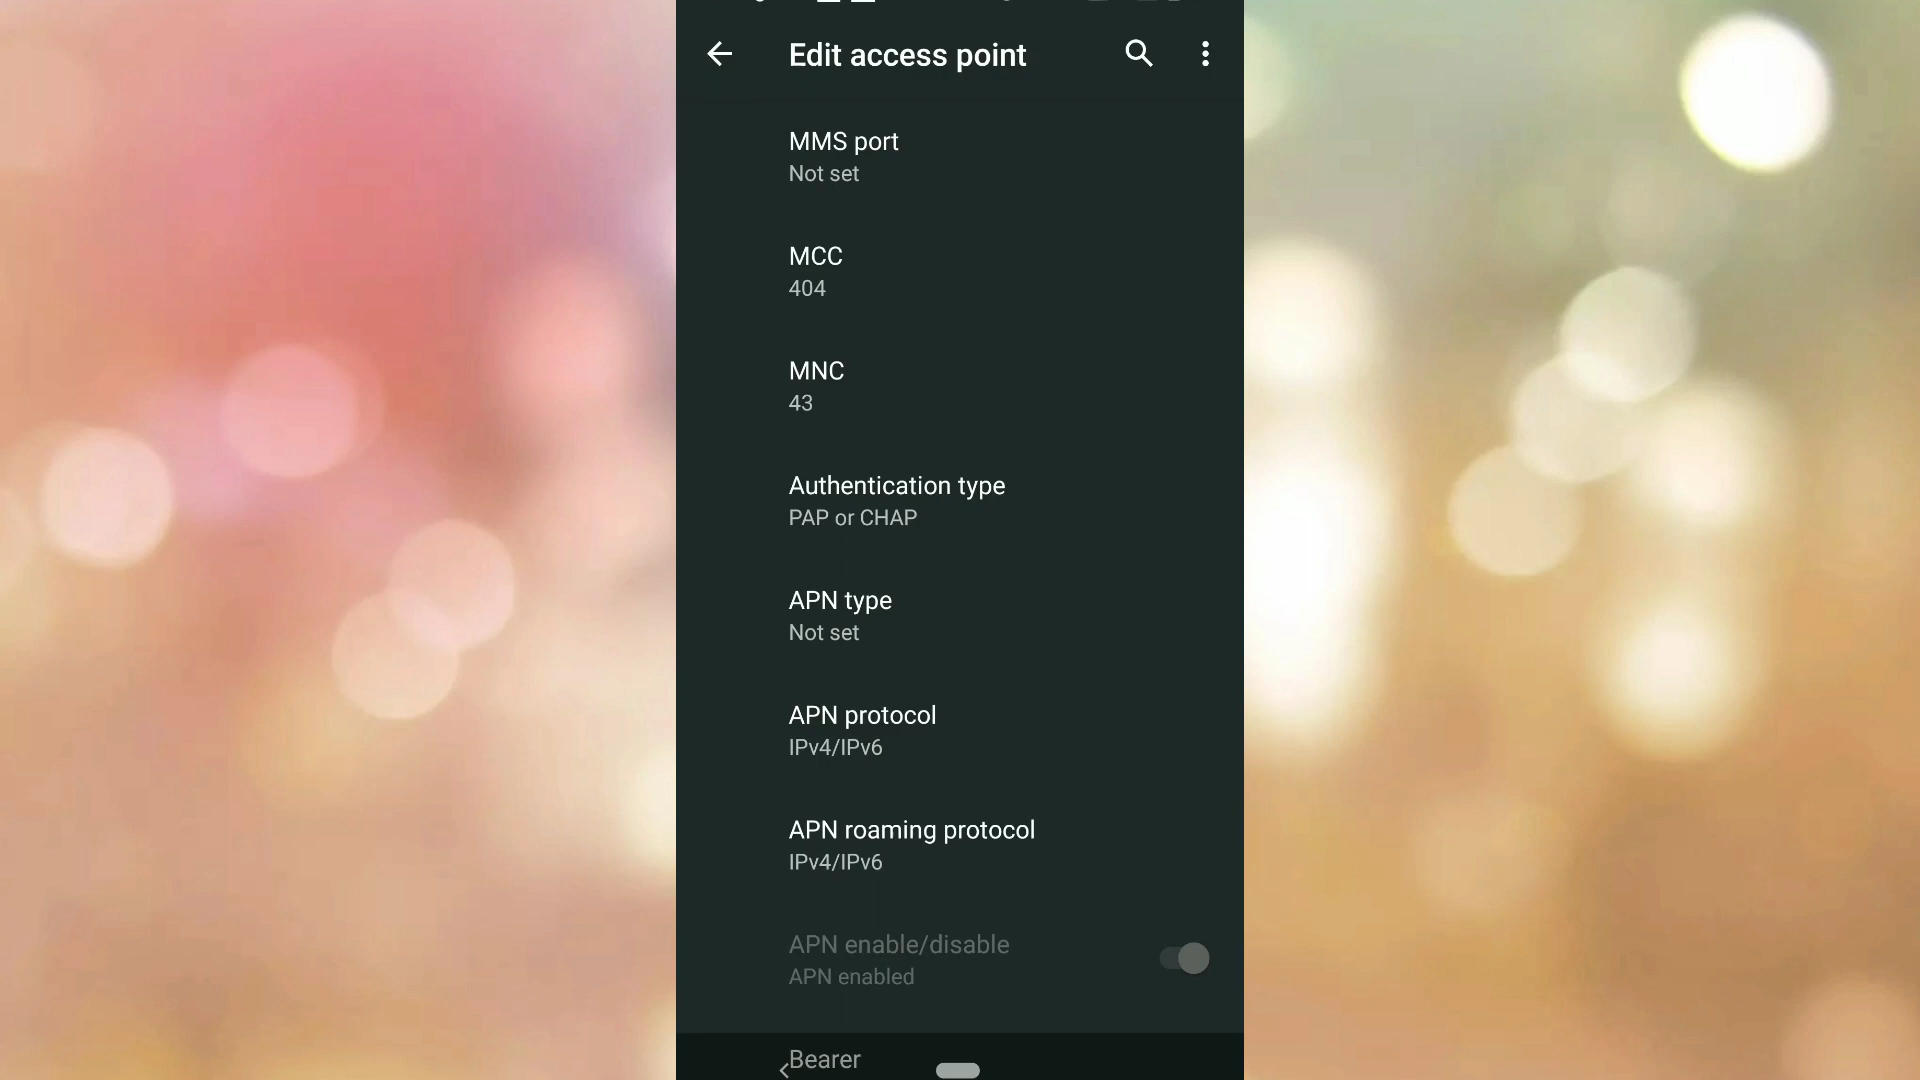 Edit access point
MMS port
Not set
MCC
404
MNC
43
Authentication type
PAP or CHAP
APN type
Not set
APN protocol
IPv4/IPv6
APN roaming protocol
IPv4/IPv6
APN enable/disable
APN enabled
Bearer